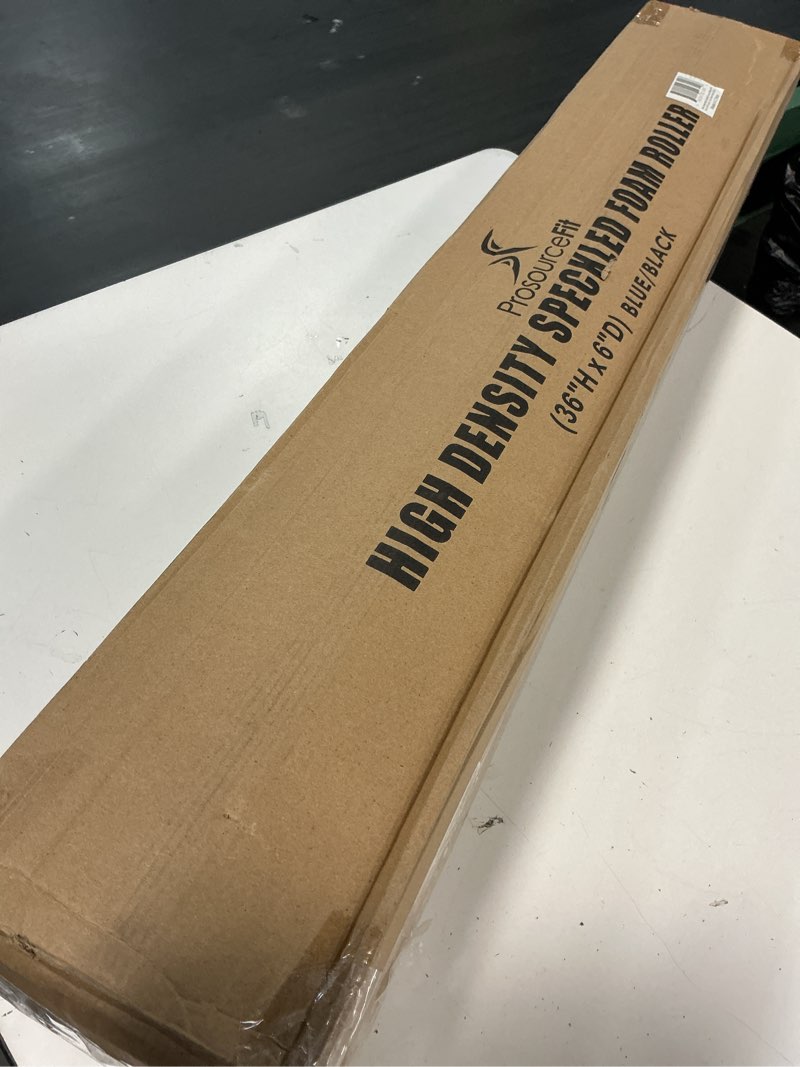 ProsourceFit
HIGH DENSITY SPECKLED FOAM ROLLER
(36"H x 6"D) BLUE/BLACK